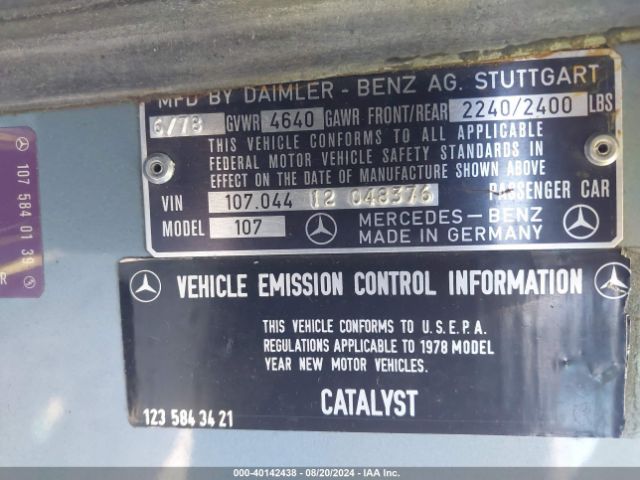 MFD BY DAIMLER - BENZ AG. STUTTGART
6/78 GVWR 4640 GAWR FRONT/REAR 2240/2400 LBS
THIS VEHICLE CONFORMS TO ALL APPLICABLE
FEDERAL MOTOR VEHICLE SAFETY STANDARDS IN
EFFECT ON THE DATE OF MANUFACTURE SHOWN ABOVE
VIN 107.044 12 048376 PASSENGER CAR
MODEL 107 MERCEDES-BENZ
MADE IN GERMANY
107 584 01 39
R
VEHICLE EMISSION CONTROL INFORMATION
THIS VEHICLE CONFORMS TO U.S.E.P.A.
REGULATIONS APPLICABLE TO 1978 MODEL
YEAR NEW MOTOR VEHICLES.
CATALYST
123 584 34 21
000-40142438 - 08/20/2024 - IAA Inc.